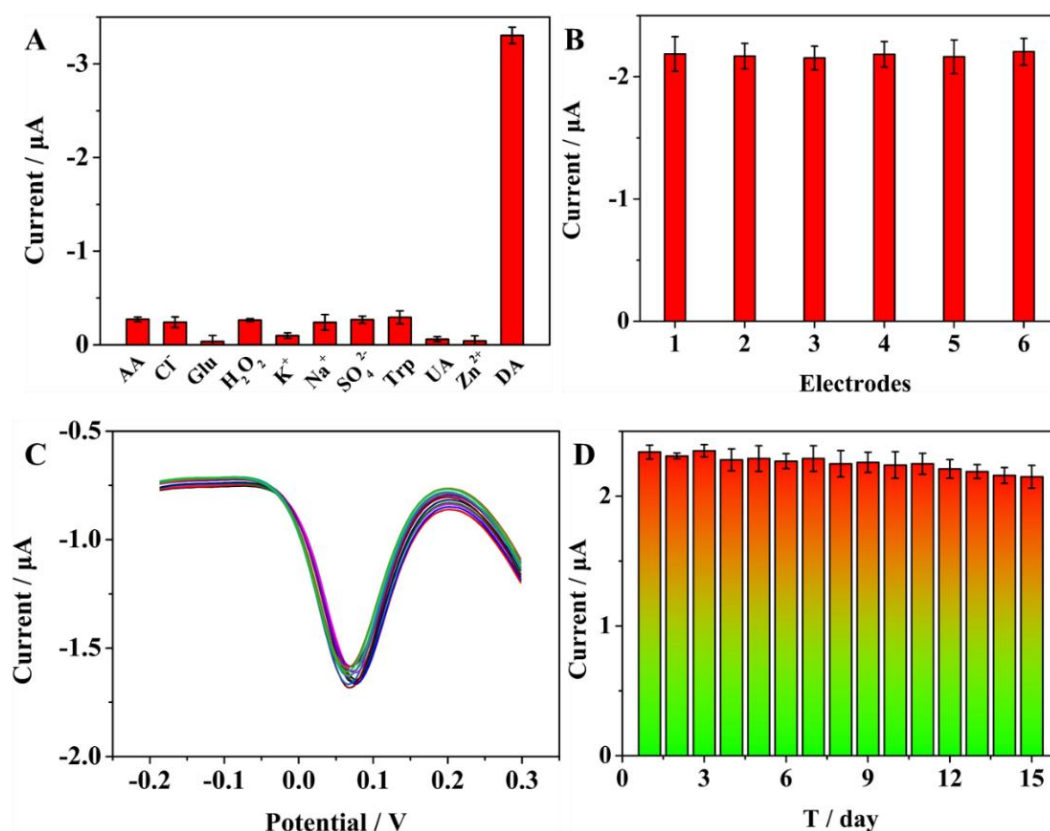 A
Current / μA
-3
-2
-1
0
AA
Cl⁻
Glu
H₂O₂
K⁺
Na⁺
SO₄²⁻
Trp
UA
Zn²⁺
DA
B
Current / μA
-2
-1
0
1 2 3 4 5 6
Electrodes
C
Current / μA
-0.5
-1.0
-1.5
-2.0
-0.2 -0.1 0.0 0.1 0.2 0.3
Potential / V
D
Current / μA
2
1
0
0 3 6 9 12 15
T / day